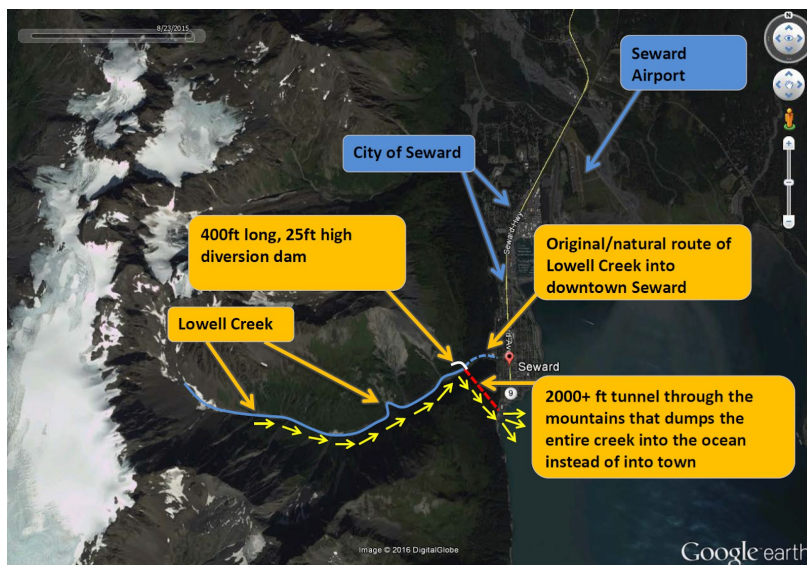 8/23/2015
N
Seward
Airport
City of Seward
400ft long, 25ft high
diversion dam
Original/natural route of
Lowell Creek into
downtown Seward
Seward-Hwy
Lowell Creek
Seward
9
2000+ ft tunnel through the
mountains that dumps the
entire creek into the ocean
instead of into town
Image © 2016 DigitalGlobe
Google earth